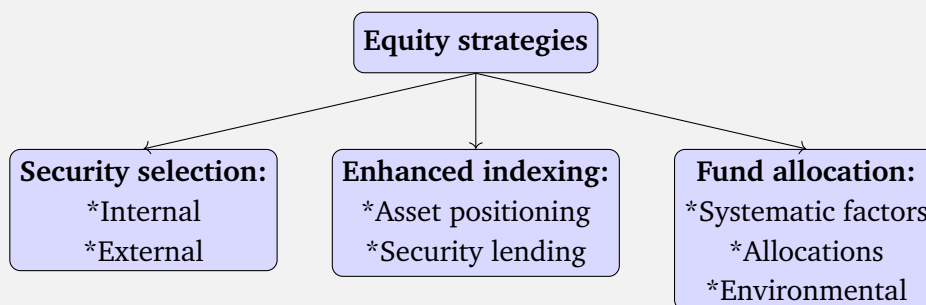 Equity strategies
Security selection:
*Internal
*External
Enhanced indexing:
*Asset positioning
*Security lending
Fund allocation:
*Systematic factors
*Allocations
*Environmental